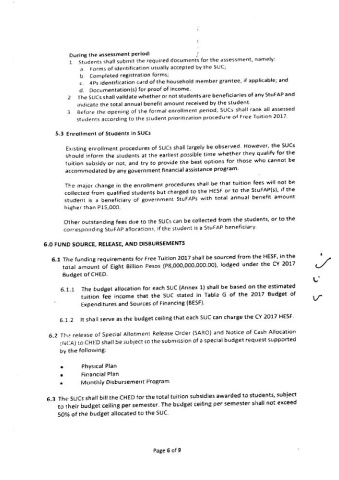 During the assessment period:
1 Students shall submit the required documents for the assessment, namely:
a. Forms of identification usually accepted by the SUC;
b. Completed registration forms;
c. 4Ps identification card of the household member grantee, if applicable; and
d. Documentation(s) for proof of income.
2 The SUCs shall validate whether or not students are beneficiaries of any StuFAP and
indicate the total annual benefit amount received by the student.
3 Before the opening of the formal enrollment period, SUCs shall rank all assessed
students according to the student prioritization procedure of Free Tuition 2017.
5.3 Enrollment of Students in SUCs
Existing enrollment procedures of SUCs shall largely be observed. However, the SUCs
should inform the students at the earliest possible time whether they qualify for the
tuition subsidy or not, and try to provide the best options for those who cannot be
accommodated by any government financial assistance program.
The major change in the enrollment procedures shall be that tuition fees will not be
collected from qualified students but charged to the HESF or to the StuFAP(s), if the
student is a beneficiary of government StuFAPs with total annual benefit amount
higher than P15,000.
Other outstanding fees due to the SUCs can be collected from the students, or to the
corresponding StuFAP allocations, if the student is a StuFAP beneficiary.
6.0 FUND SOURCE, RELEASE, AND DISBURSEMENTS
6.1 The funding requirements for Free Tuition 2017 shall be sourced from the HESF, in the
total amount of Eight Billion Pesos (P8,000,000,000.00), lodged under the CY 2017
Budget of CHED.
6.1.1 The budget allocation for each SUC (Annex 1) shall be based on the estimated
tuition fee income that the SUC stated in Table G of the 2017 Budget of
Expenditures and Sources of Financing (BESF).
6.1.2 It shall serve as the budget ceiling that each SUC can charge the CY 2017 HESF.
6.2 The release of Special Allotment Release Order (SARO) and Notice of Cash Allocation
(NCA) to CHED shall be subject to the submission of a special budget request supported
by the following:
• Physical Plan
• Financial Plan
• Monthly Disbursement Program
6.3 The SUCs shall bill the CHED for the total tuition subsidies awarded to students, subject
to their budget ceiling per semester. The budget ceiling per semester shall not exceed
50% of the budget allocated to the SUC.
Page 6 of 9